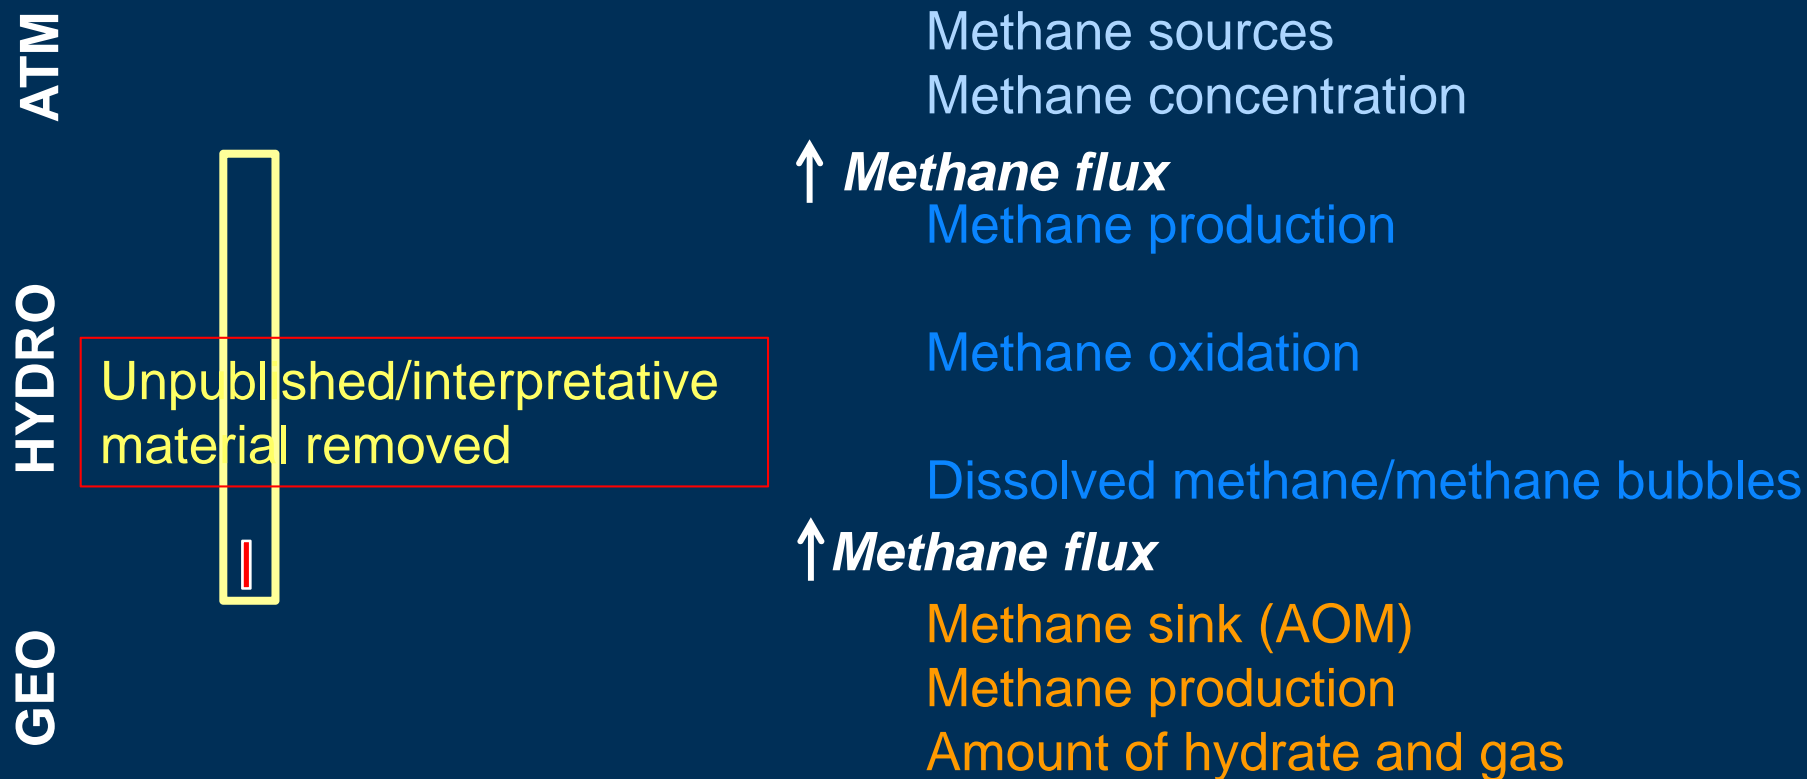 ATM
Methane sources
Methane concentration
↑ Methane flux
Methane production
HYDRO
Methane oxidation
Unpublished/interpretative
material removed
Dissolved methane/methane bubbles
↑ Methane flux
GEO
Methane sink (AOM)
Methane production
Amount of hydrate and gas